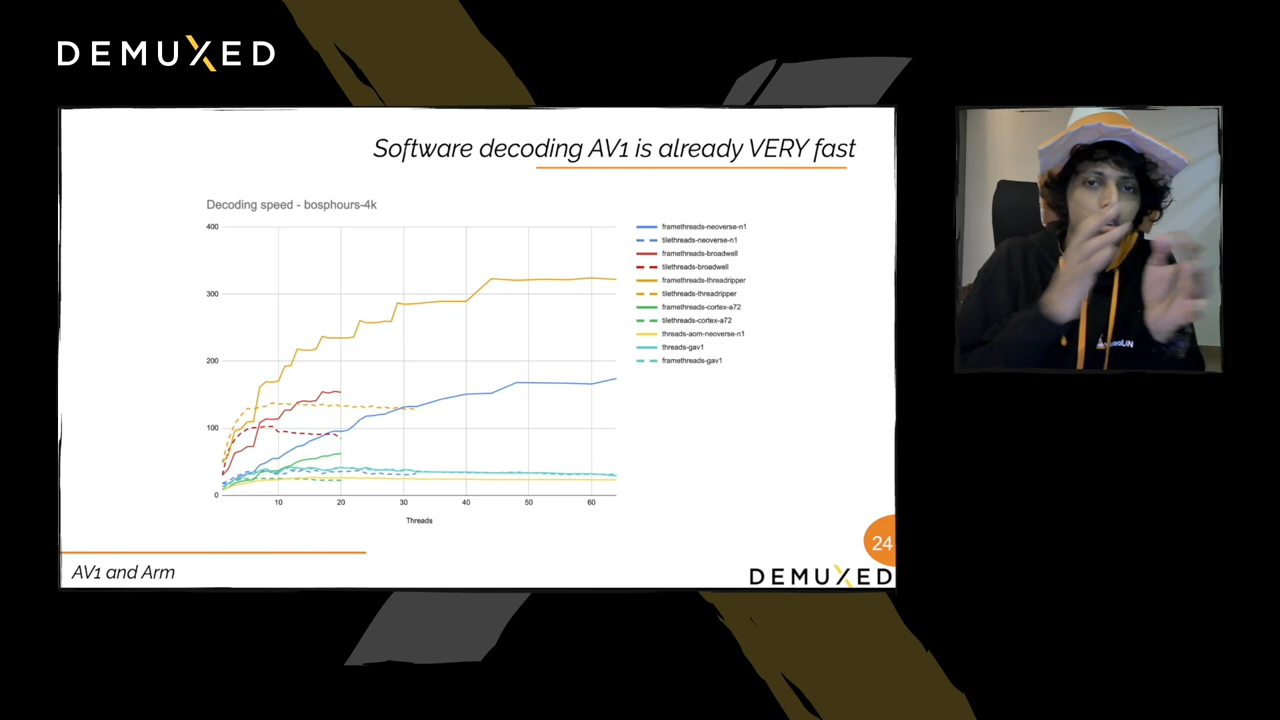 DEMUXED
Software decoding AV1 is already VERY fast
Decoding speed - bosphours-4k
400
300
200
100
0
10 20 30 40 50 60
Threads
framethreads-neoverse-n1
tilethreads-neoverse-n1
framethreads-broadwell
tilethreads-broadwell
framethreads-threadripper
tilethreads-threadripper
framethreads-cortex-a72
tilethreads-cortex-a72
threads-aom-neoverse-n1
threads-gav1
framethreads-gav1
24
AV1 and Arm
DEMUXED